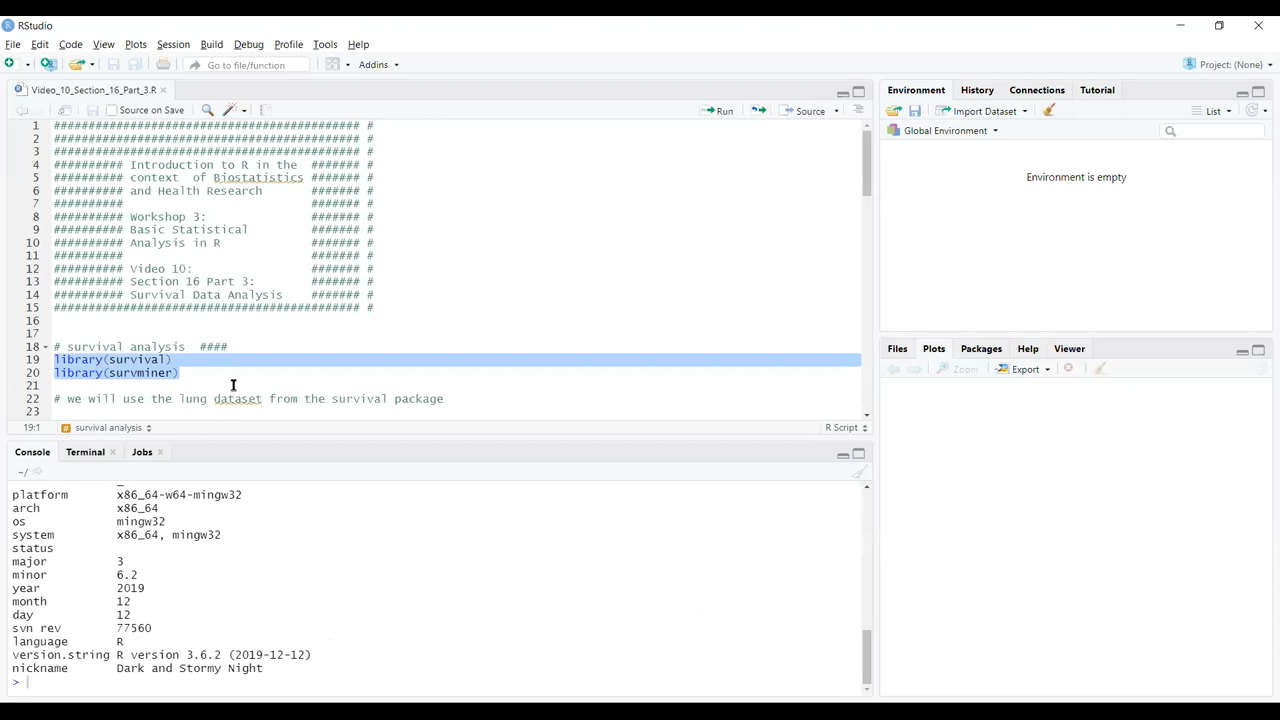 RStudio
File Edit Code View Plots Session Build Debug Profile Tools Help
Go to file/function Addins Project: (None)
Video_10_Section_16_Part_3.R
Source on Save Run Source
1 ############################################ #
2 ############################################ #
3 ############################################ #
4 ########## Introduction to R in the ####### #
5 ########## context of Biostatistics ####### #
6 ########## and Health Research ####### #
7 ########## ####### #
8 ########## Workshop 3: ####### #
9 ########## Basic Statistical ####### #
10 ########## Analysis in R ####### #
11 ########## ####### #
12 ########## Video 10: ####### #
13 ########## Section 16 Part 3: ####### #
14 ########## Survival Data Analysis ####### #
15 ############################################ #
16
17
18 # survival analysis ####
19 library(survival)
20 library(survminer)
21
22 # we will use the lung dataset from the survival package
23
19:1 survival analysis R Script
Console Terminal Jobs
~/
platform x86_64-w64-mingw32
arch x86_64
os mingw32
system x86_64, mingw32
status
major 3
minor 6.2
year 2019
month 12
day 12
svn rev 77560
language R
version.string R version 3.6.2 (2019-12-12)
nickname Dark and Stormy Night
>
Environment History Connections Tutorial
Import Dataset List
Global Environment
Environment is empty
Files Plots Packages Help Viewer
Zoom Export